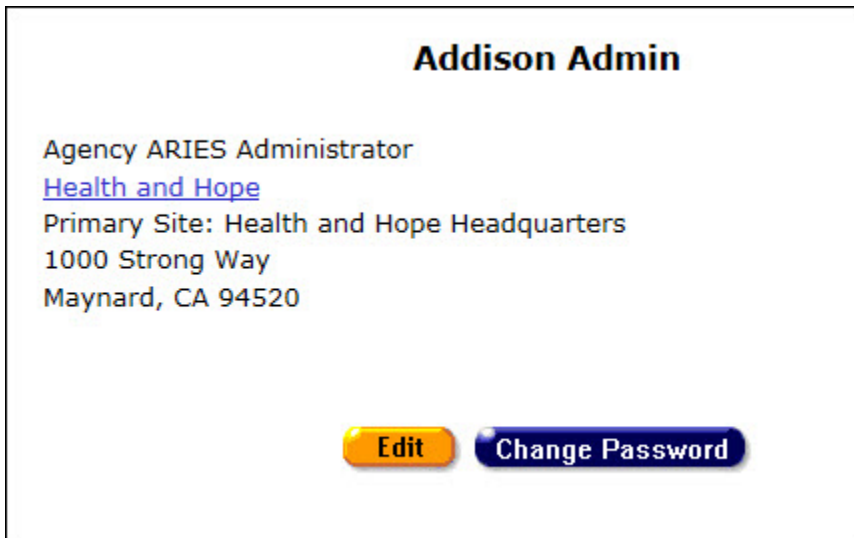 Addison Admin
Agency ARIES Administrator
Health and Hope
Primary Site: Health and Hope Headquarters
1000 Strong Way
Maynard, CA 94520
Edit Change Password